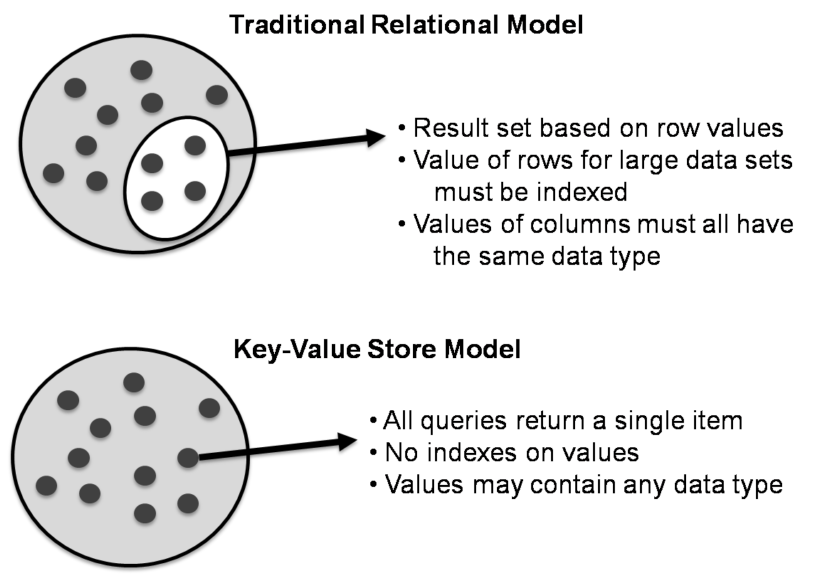 Traditional Relational Model
• Result set based on row values
• Value of rows for large data sets
must be indexed
• Values of columns must all have
the same data type
Key-Value Store Model
• All queries return a single item
• No indexes on values
• Values may contain any data type